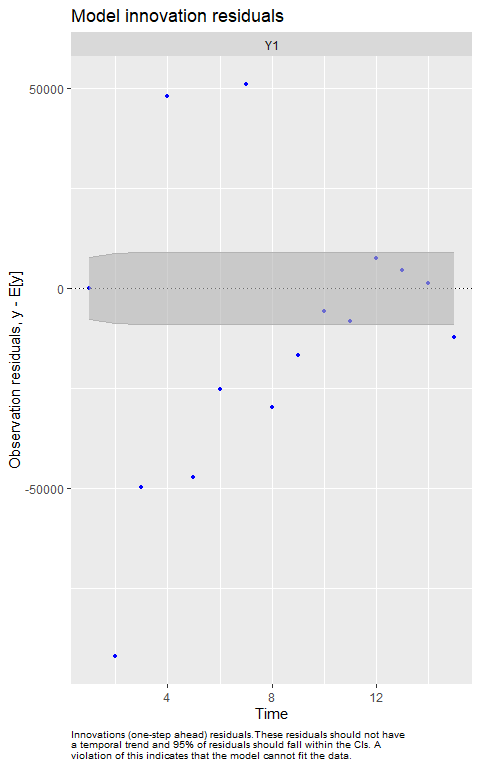 Model innovation residuals
Y1
Observation residuals, y - E[y]
50000
0
-50000
4
8
12
Time
Innovations (one-step ahead) residuals.These residuals should not have
a temporal trend and 95% of residuals should fall within the CIs. A
violation of this indicates that the model cannot fit the data.